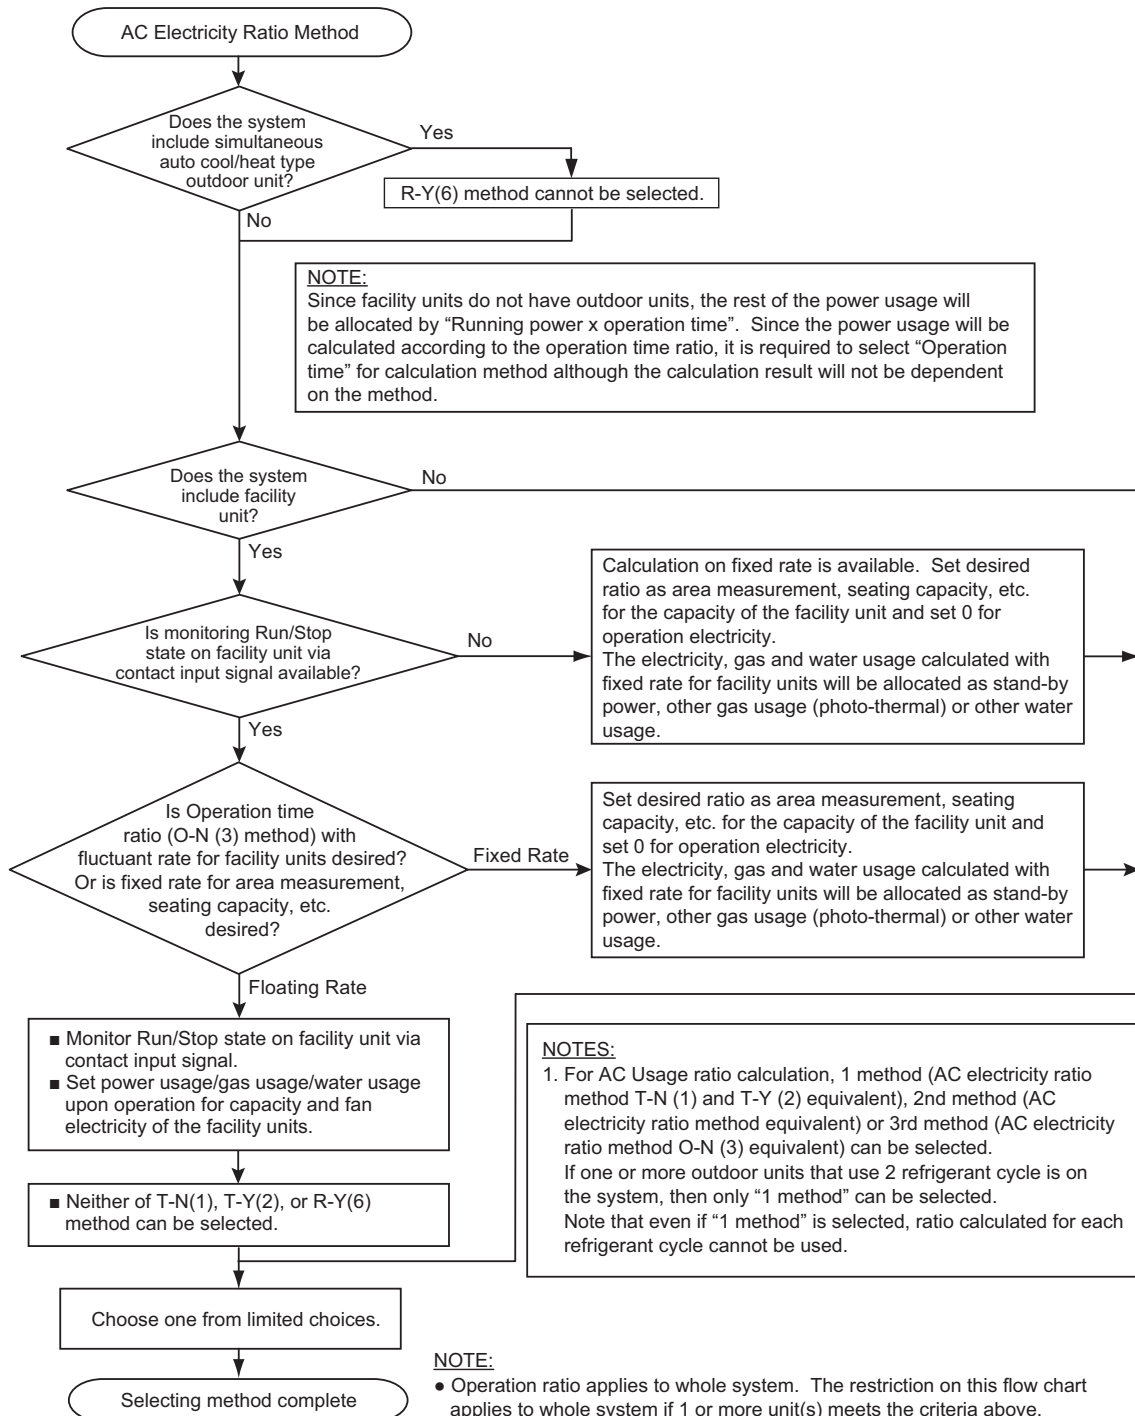 AC Electricity Ratio Method
Does the system
include simultaneous
auto cool/heat type
outdoor unit?
Yes
R-Y(6) method cannot be selected.
No
NOTE:
Since facility units do not have outdoor units, the rest of the power usage will
be allocated by “Running power x operation time”.  Since the power usage will be
calculated according to the operation time ratio, it is required to select “Operation
time” for calculation method although the calculation result will not be dependent
on the method.
Does the system
include facility
unit?
No
Yes
Is monitoring Run/Stop
state on facility unit via
contact input signal available?
No
Calculation on fixed rate is available.  Set desired
ratio as area measurement, seating capacity, etc.
for the capacity of the facility unit and set 0 for
operation electricity.
The electricity, gas and water usage calculated with
fixed rate for facility units will be allocated as stand-by
power, other gas usage (photo-thermal) or other water
usage.
Yes
Is Operation time
ratio (O-N (3) method) with
fluctuant rate for facility units desired?
Or is fixed rate for area measurement,
seating capacity, etc.
desired?
Fixed Rate
Set desired ratio as area measurement, seating
capacity, etc. for the capacity of the facility unit and
set 0 for operation electricity.
The electricity, gas and water usage calculated with
fixed rate for facility units will be allocated as stand-by
power, other gas usage (photo-thermal) or other water
usage.
Floating Rate
■ Monitor Run/Stop state on facility unit via
contact input signal.
■ Set power usage/gas usage/water usage
upon operation for capacity and fan
electricity of the facility units.
■ Neither of T-N(1), T-Y(2), or R-Y(6)
method can be selected.
NOTES:
1. For AC Usage ratio calculation, 1 method (AC electricity ratio
method T-N (1) and T-Y (2) equivalent), 2nd method (AC
electricity ratio method equivalent) or 3rd method (AC electricity
ratio method O-N (3) equivalent) can be selected.
If one or more outdoor units that use 2 refrigerant cycle is on
the system, then only “1 method” can be selected.
Note that even if “1 method” is selected, ratio calculated for each
refrigerant cycle cannot be used.
Choose one from limited choices.
Selecting method complete
NOTE:
● Operation ratio applies to whole system.  The restriction on this flow chart
applies to whole system if 1 or more unit(s) meets the criteria above.